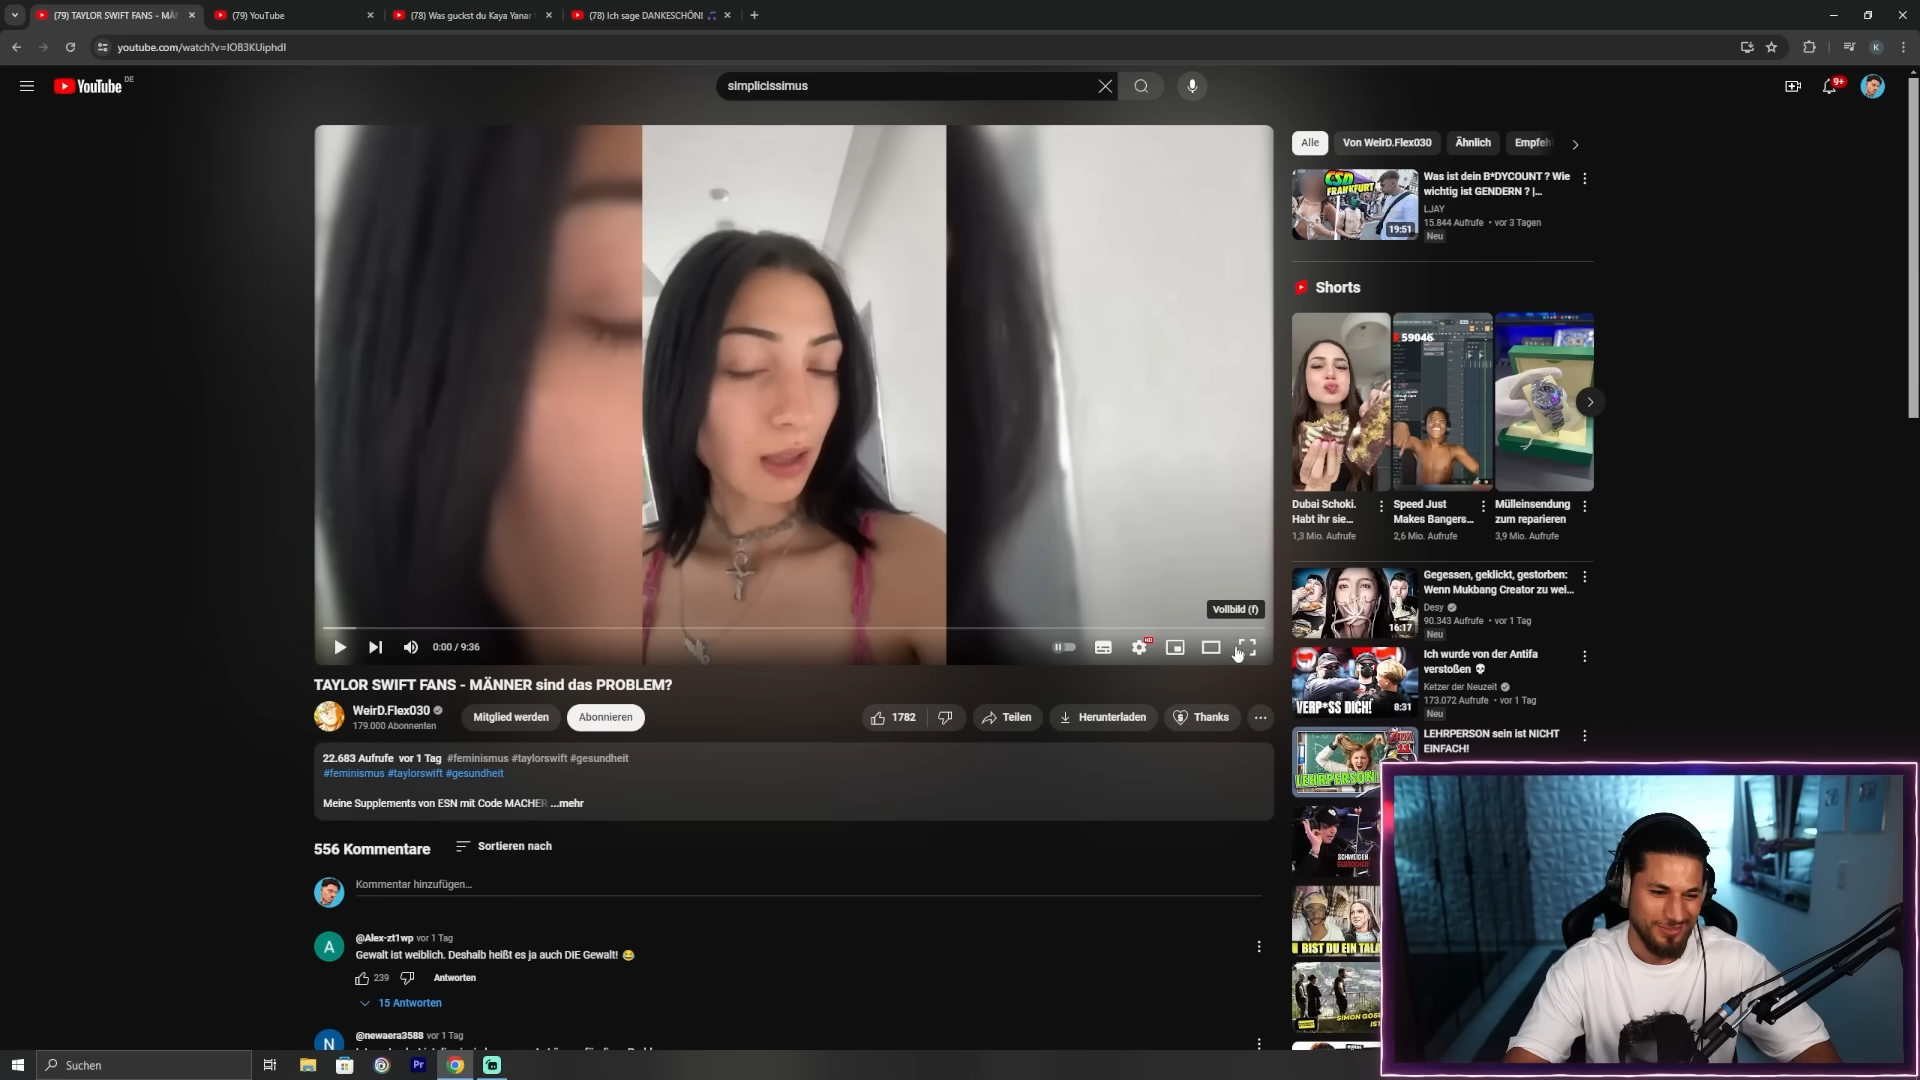 (79) TAYLOR SWIFT FANS - MÄN
(79) YouTube
(78) Was guckst du Kaya Yanar
(78) Ich sage DANKESCHÖN!
youtube.com/watch?v=lOB3KUiphdI
K
YouTube DE
simplicissimus
9+
Alle
Von WeirD.Flex030
Ähnlich
Empfeh
CSD
FRANKFURT
19:51
Was ist dein B*DYCOUNT ? Wie
wichtig ist GENDERN ? |...
LJAY
15.844 Aufrufe • vor 3 Tagen
Neu
Shorts
59046
Dubai Schoki.
Habt ihr sie...
1,3 Mio. Aufrufe
Speed Just
Makes Bangers...
2,6 Mio. Aufrufe
Mülleinsendung
zum reparieren
3,9 Mio. Aufrufe
16:17
Gegessen, geklickt, gestorben:
Wenn Mukbang Creator zu wei...
Desy
90.343 Aufrufe • vor 1 Tag
Neu
VERP*SS DICH!
8:31
Ich wurde von der Antifa
verstoßen
Ketzer der Neuzeit
173.072 Aufrufe • vor 1 Tag
Neu
LEHRPERSON
LEHRPERSON sein ist NICHT
EINFACH!
SCHWEIGEN
BIST DU EIN TALA
Vollbild (f)
0:00 / 9:36
HD
TAYLOR SWIFT FANS - MÄNNER sind das PROBLEM?
WeirD.Flex030
179.000 Abonnenten
Mitglied werden
Abonnieren
1782
Teilen
Herunterladen
Thanks
22.683 Aufrufe vor 1 Tag #feminismus #taylorswift #gesundheit
#feminismus #taylorswift #gesundheit
Meine Supplements von ESN mit Code MACHER ...mehr
556 Kommentare
Sortieren nach
Kommentar hinzufügen...
A
@Alex-zt1wp vor 1 Tag
Gewalt ist weiblich. Deshalb heißt es ja auch DIE Gewalt! 😂
239
Antworten
15 Antworten
N
@newaera3588 vor 1 Tag
Suchen
Pr